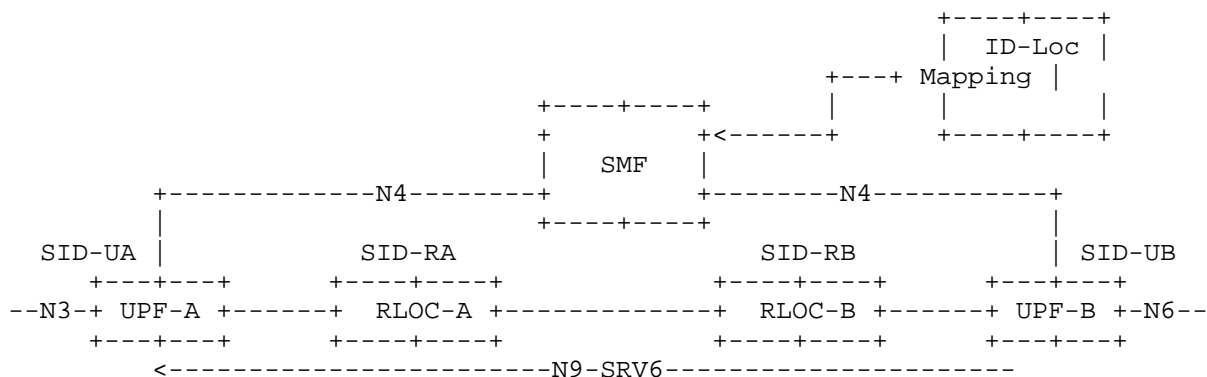 +----+----+
                                                          |  ID-Loc |
                                                   +---+ Mapping |
                                 +----+----+       |      |         |
                                 +         +<------+      +----+----+
                                 |   SMF   |
         +-------------N4--------+         +--------N4-----------+
         |                       +----+----+                     |
  SID-UA |            SID-RA                   SID-RB            | SID-UB
     +---+---+      +----+----+             +----+----+      +---+---+
--N3-+ UPF-A +------+  RLOC-A +-------------+  RLOC-B +------+ UPF-B +-N6--
     +---+---+      +----+----+             +----+----+      +---+---+
         <-----------------------N9-SRV6----------------------